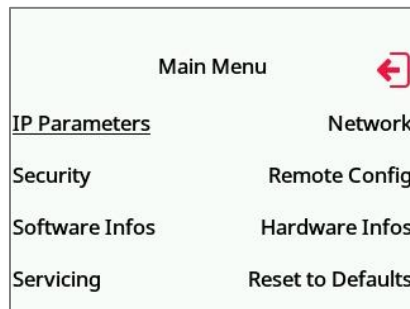 Main Menu
IP Parameters Network
Security Remote Config
Software Infos Hardware Infos
Servicing Reset to Defaults